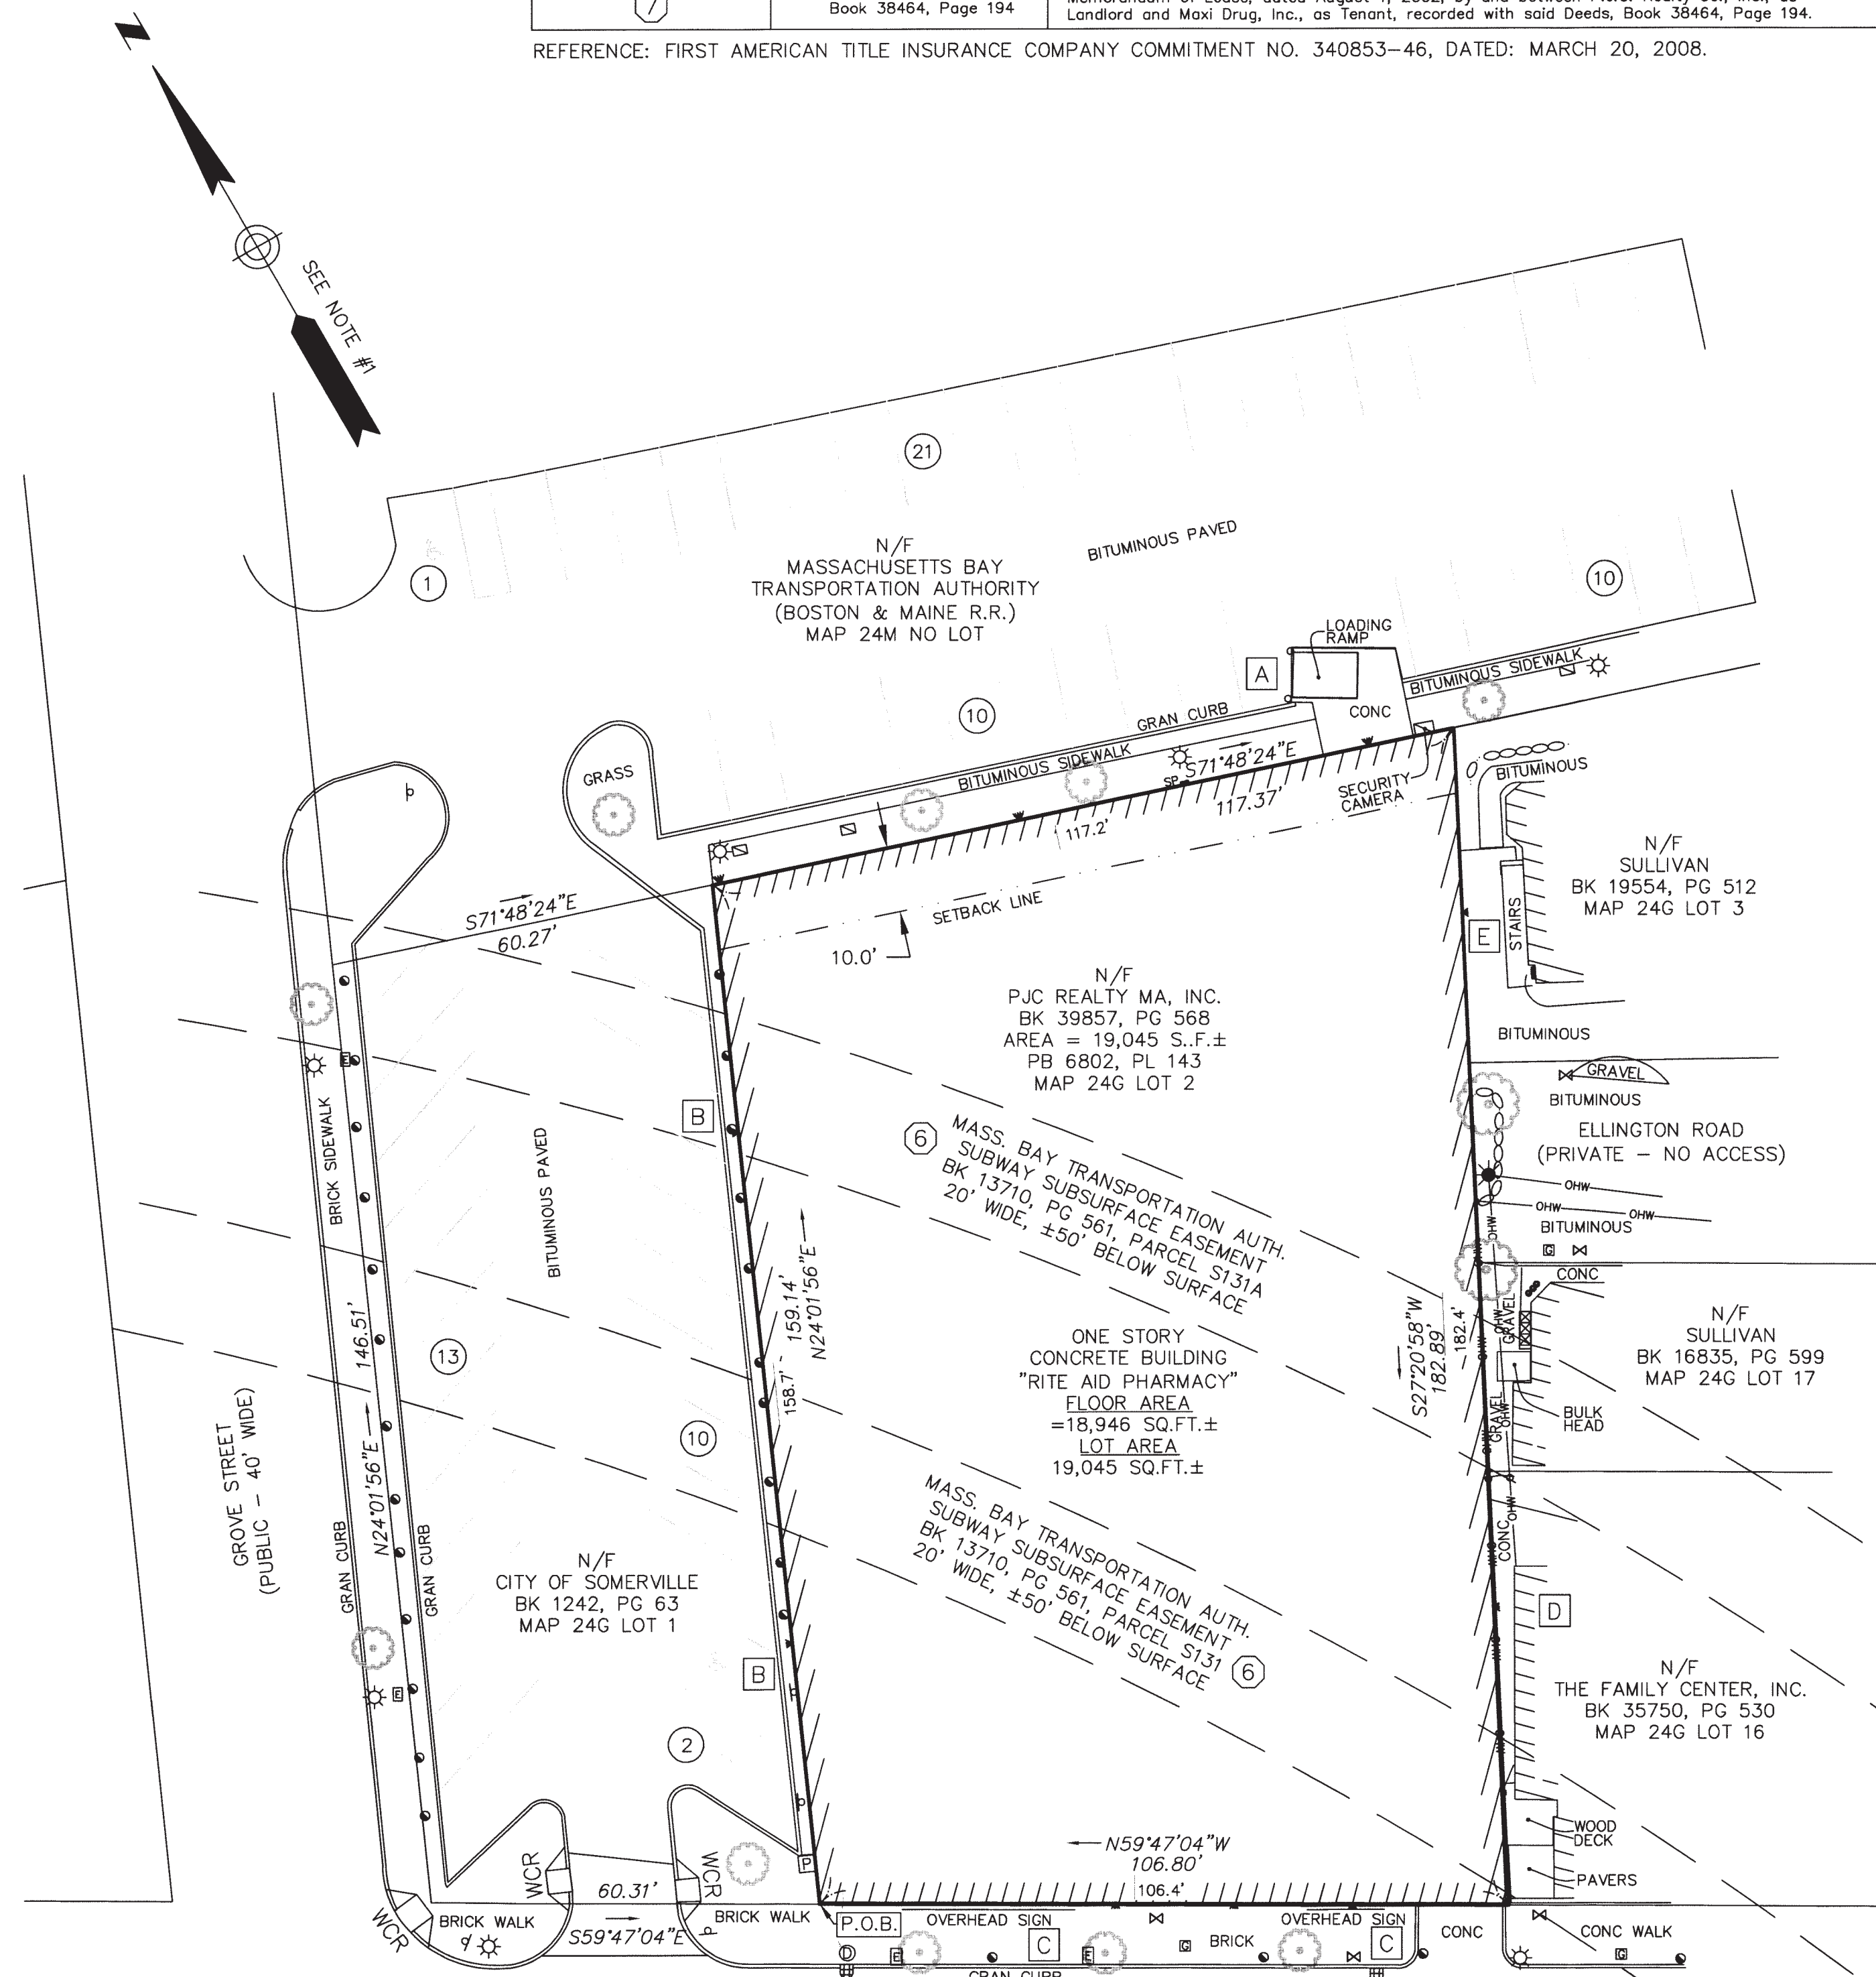 7
Book 38464, Page 194
Landlord and Maxi Drug, Inc., as Tenant, recorded with said Deeds, Book 38464, Page 194.
REFERENCE: FIRST AMERICAN TITLE INSURANCE COMPANY COMMITMENT NO. 340853-46, DATED: MARCH 20, 2008.
N
SEE NOTE #1
21
N/F
MASSACHUSETTS BAY
TRANSPORTATION AUTHORITY
(BOSTON & MAINE R.R.)
MAP 24M NO LOT
BITUMINOUS PAVED
1
10
LOADING
RAMP
A
BITUMINOUS SIDEWALK
CONC
10
GRAN CURB
BITUMINOUS SIDEWALK
S71°48'24"E
SP
117.37'
117.2'
SECURITY
CAMERA
GRASS
BITUMINOUS
N/F
SULLIVAN
BK 19554, PG 512
MAP 24G LOT 3
STAIRS
E
S71°48'24"E
60.27'
SETBACK LINE
10.0'
N/F
PJC REALTY MA, INC.
BK 39857, PG 568
AREA = 19,045 S..F.±
PB 6802, PL 143
MAP 24G LOT 2
BITUMINOUS
GRAVEL
BITUMINOUS
ELLINGTON ROAD
(PRIVATE - NO ACCESS)
OHW
OHW
OHW
BITUMINOUS
OHW
G
CONC
E
BRICK SIDEWALK
BITUMINOUS PAVED
B
6
MASS. BAY TRANSPORTATION AUTH.
SUBWAY SUBSURFACE EASEMENT
BK 13710, PG 561, PARCEL S131A
20' WIDE, ±50' BELOW SURFACE
159.14'
N24°01'56"E
158.7'
S27°20'58"W
182.89'
182.4'
OHW
GRAVEL
N/F
SULLIVAN
BK 16835, PG 599
MAP 24G LOT 17
BULK
HEAD
GRAVEL
OHW
146.51'
N24°01'56"E
13
10
ONE STORY
CONCRETE BUILDING
"RITE AID PHARMACY"
FLOOR AREA
=18,946 SQ.FT.±
LOT AREA
19,045 SQ.FT.±
GROVE STREET
(PUBLIC - 40' WIDE)
GRAN CURB
GRAN CURB
N/F
CITY OF SOMERVILLE
BK 1242, PG 63
MAP 24G LOT 1
MASS. BAY TRANSPORTATION AUTH.
SUBWAY SUBSURFACE EASEMENT
BK 13710, PG 561, PARCEL S131
20' WIDE, ±50' BELOW SURFACE
6
OHW
CONC
D
N/F
THE FAMILY CENTER, INC.
BK 35750, PG 530
MAP 24G LOT 16
B
E
2
WOOD
DECK
PAVERS
N59°47'04"W
106.80'
106.4'
P
WCR
WCR
WCR
60.31'
S59°47'04"E
BRICK WALK
BRICK WALK
P.O.B.
OVERHEAD SIGN
OVERHEAD SIGN
CONC
CONC WALK
D
E
C
E
G
BRICK
C
G
GRAN CURB